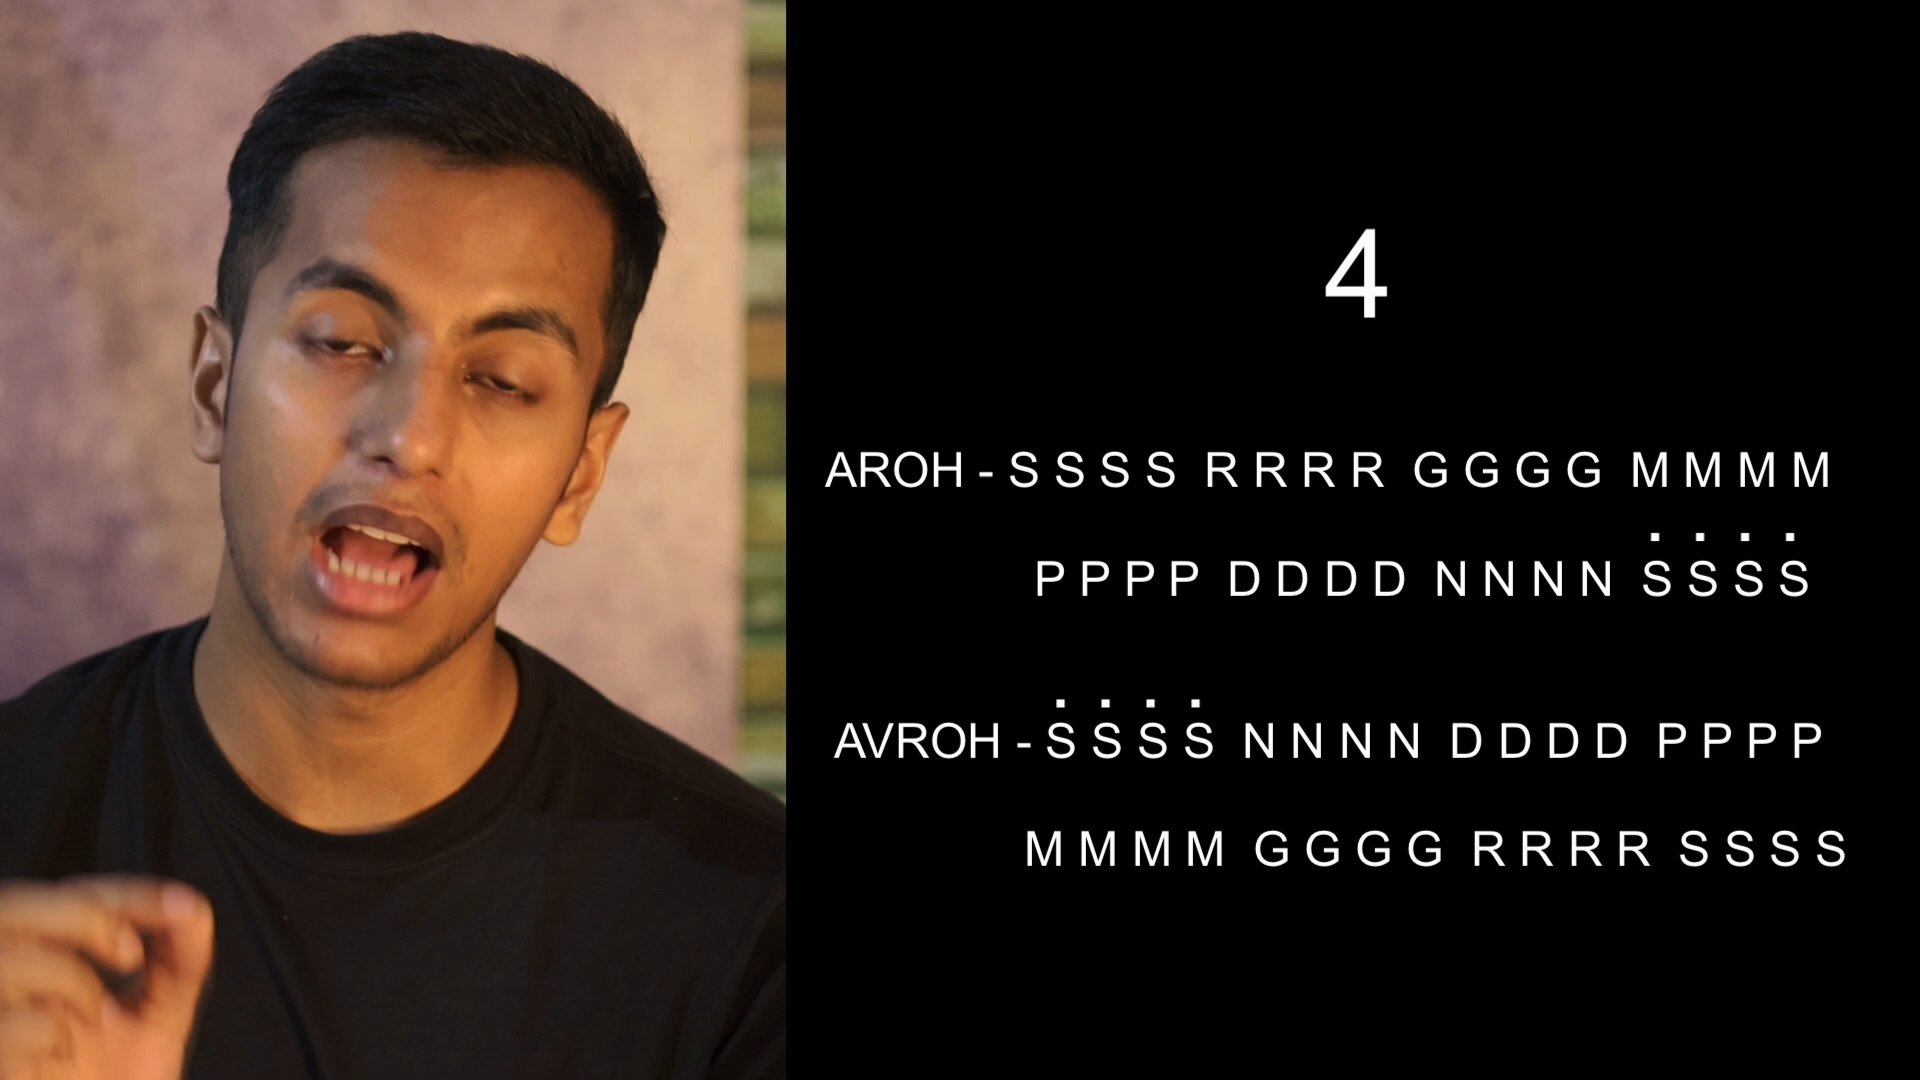 4
AROH - S S S S R R R R G G G G M M M M
P P P P D D D D N N N N Ṡ Ṡ Ṡ Ṡ
AVROH - Ṡ Ṡ Ṡ Ṡ N N N N D D D D P P P P
M M M M G G G G R R R R S S S S